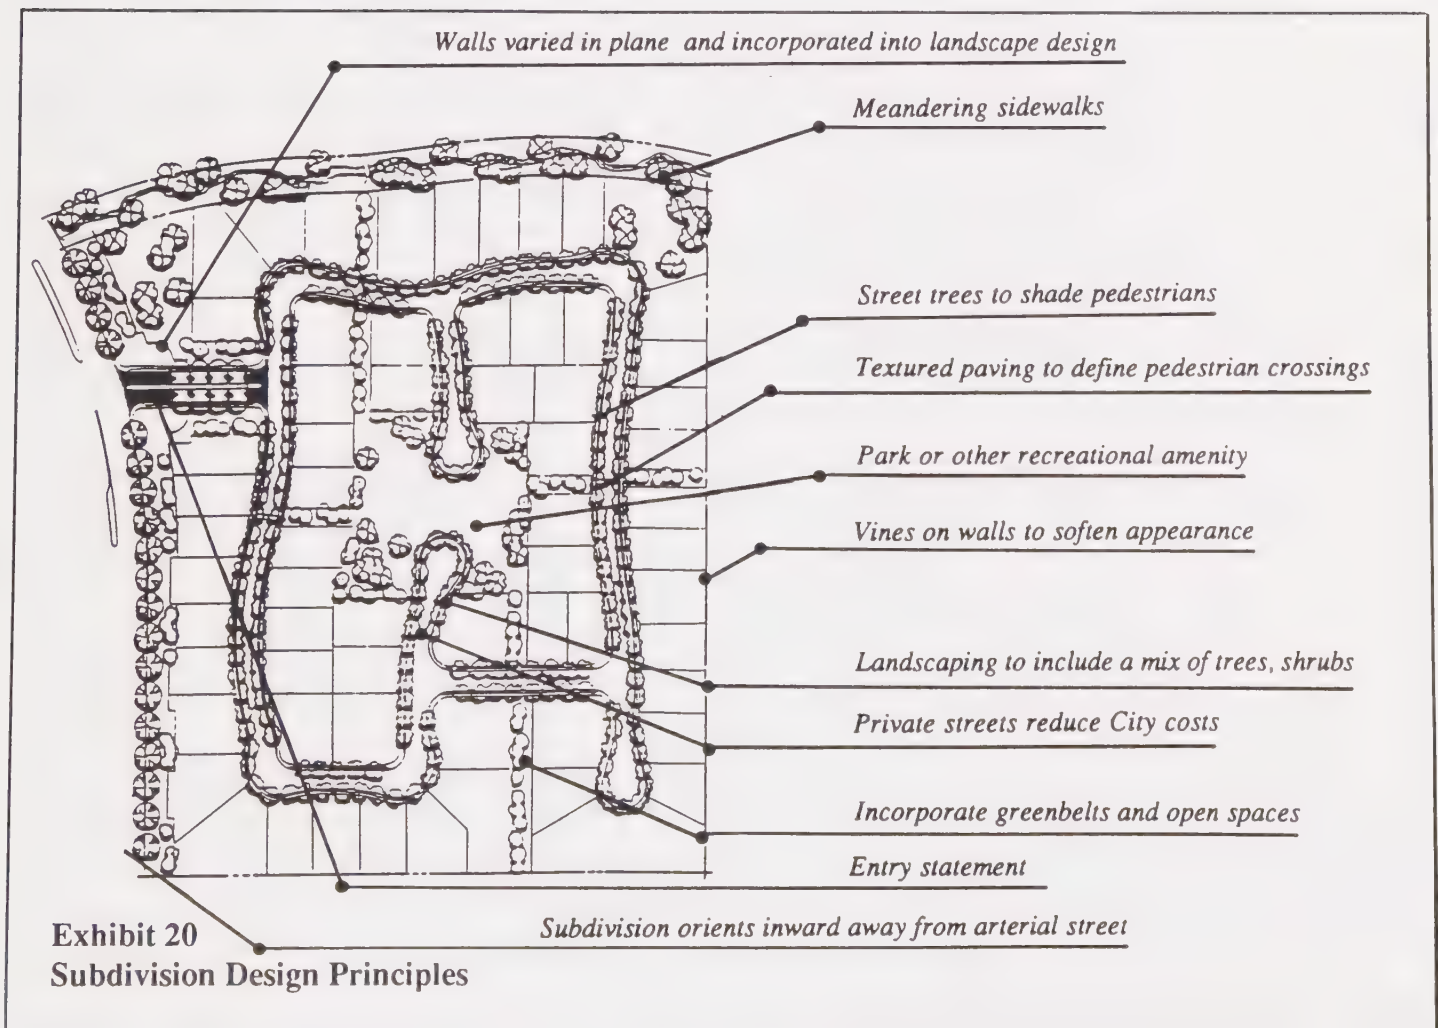 Walls varied in plane and incorporated into landscape design
Meandering sidewalks
Street trees to shade pedestrians
Textured paving to define pedestrian crossings
Park or other recreational amenity
Vines on walls to soften appearance
Landscaping to include a mix of trees, shrubs
Private streets reduce City costs
Incorporate greenbelts and open spaces
Entry statement
Subdivision orients inward away from arterial street
Exhibit 20
Subdivision Design Principles